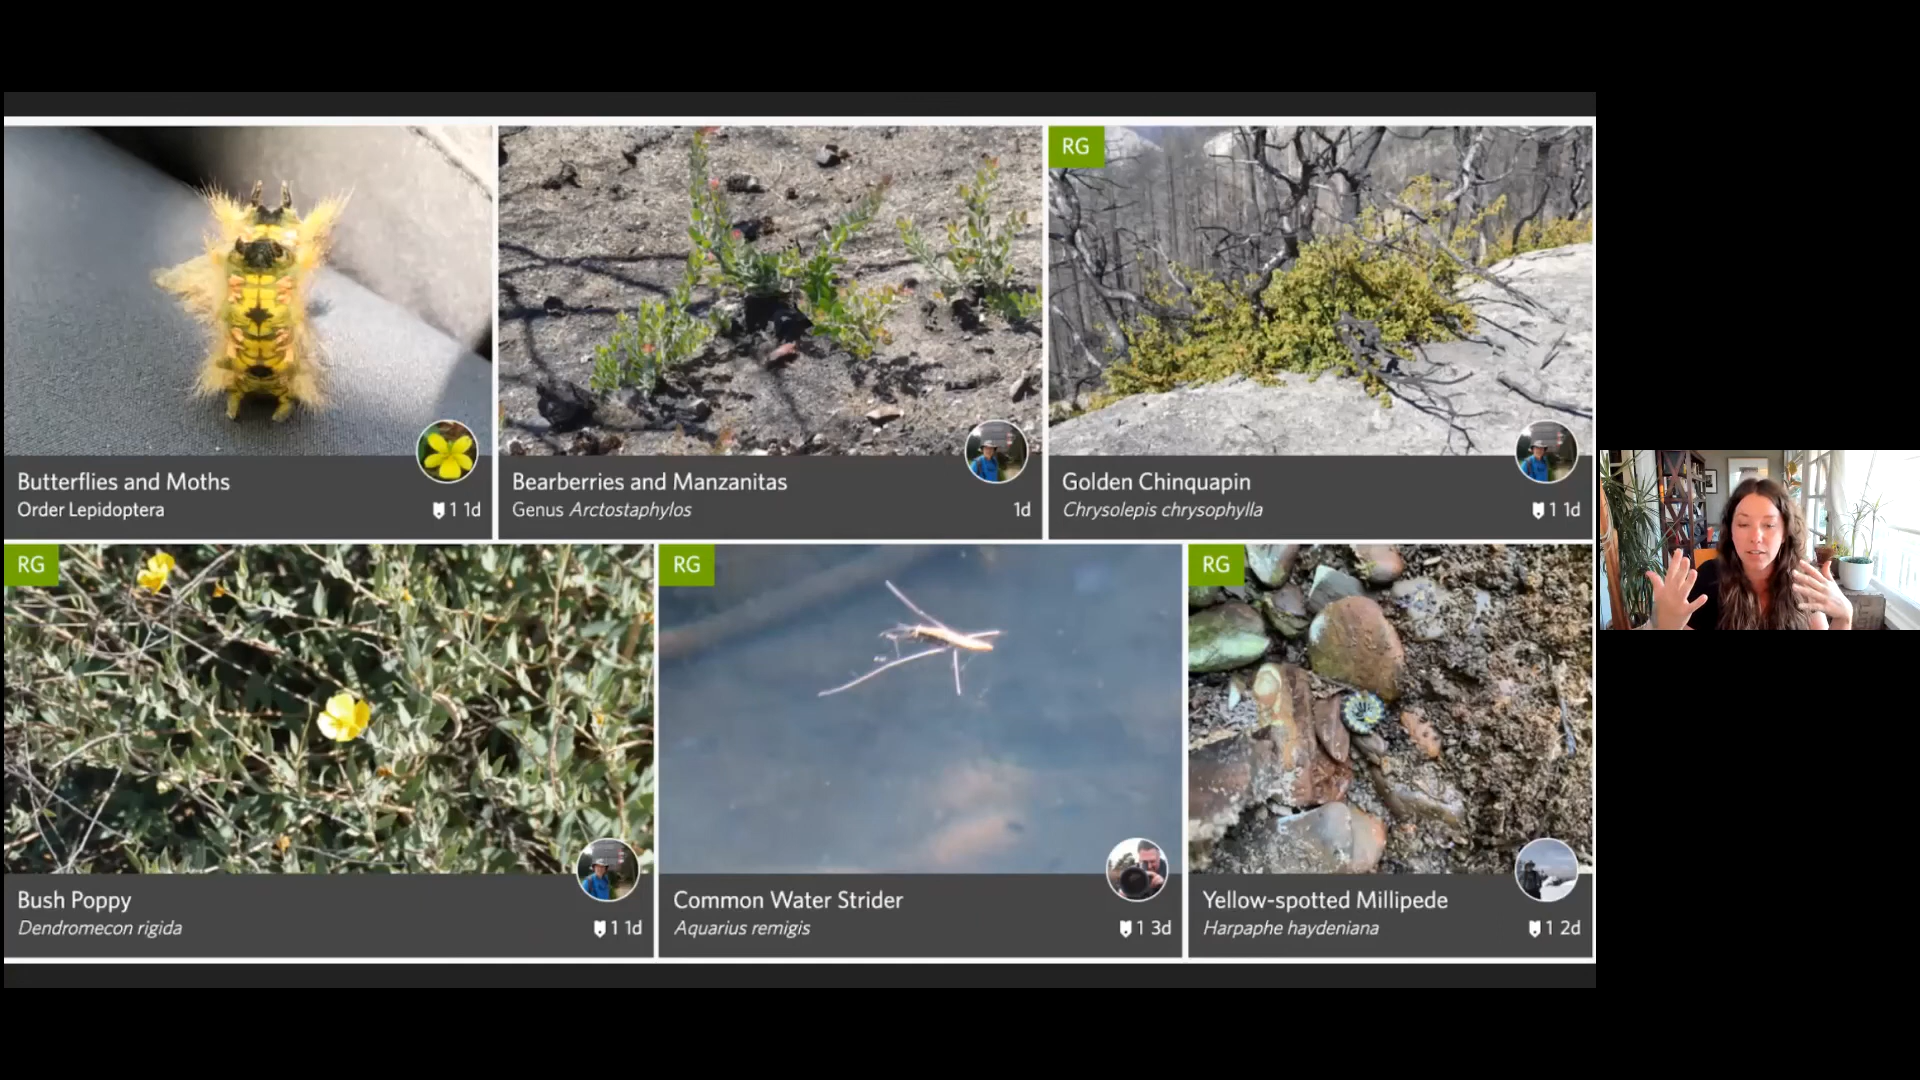 Butterflies and Moths
Order Lepidoptera
1 1d
Bearberries and Manzanitas
Genus Arctostaphylos
1d
RG
Golden Chinquapin
Chrysolepis chrysophylla
1 1d
RG
Bush Poppy
Dendromecon rigida
1 1d
RG
Common Water Strider
Aquarius remigis
1 3d
RG
Yellow-spotted Millipede
Harpaphe haydeniana
1 2d